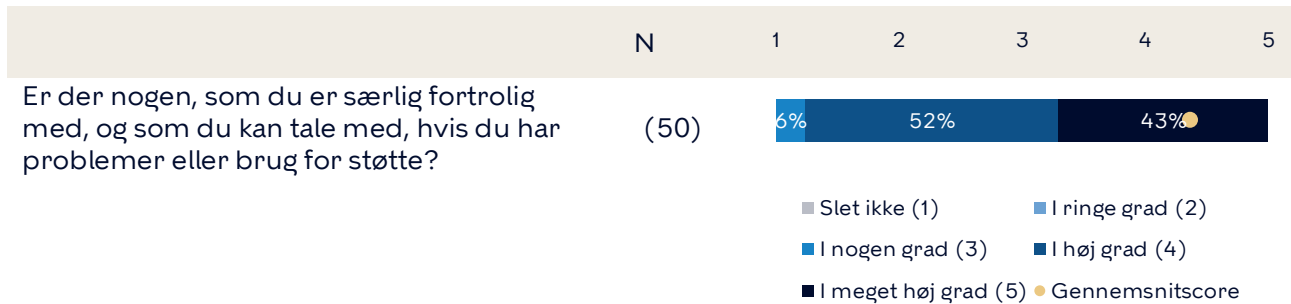 N 1 2 3 4 5
Er der nogen, som du er særlig fortrolig
med, og som du kan tale med, hvis du har
problemer eller brug for støtte?
(50)
6% 52% 43%
Slet ikke (1) I ringe grad (2)
I nogen grad (3) I høj grad (4)
I meget høj grad (5) Gennemsnitscore